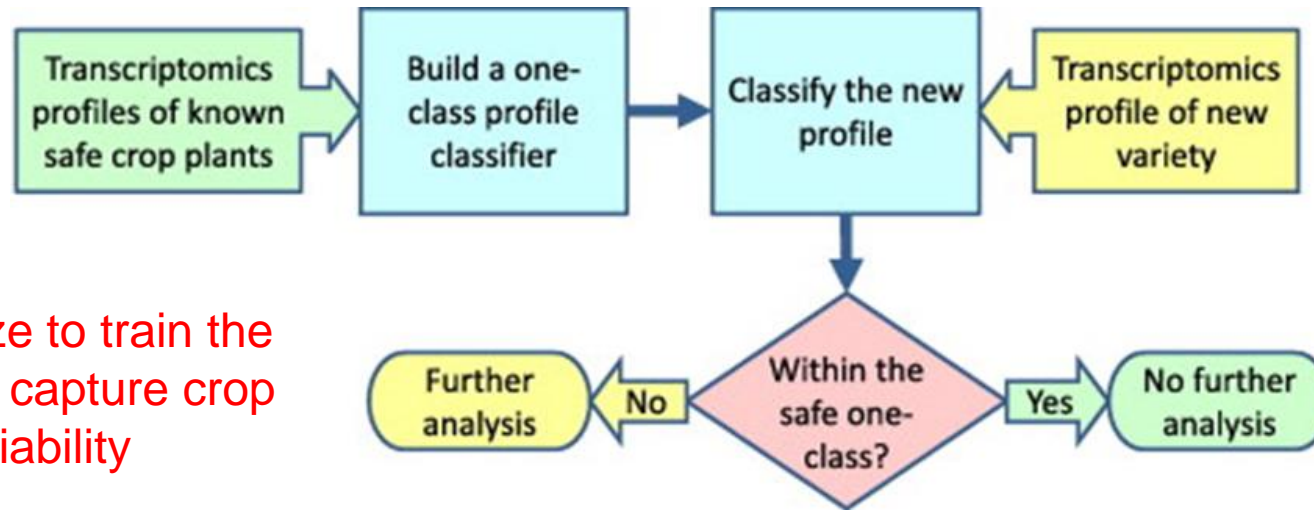 Transcriptomics
profiles of known
safe crop plants
Build a one-
class profile
classifier
Classify the new
profile
Transcriptomics
profile of new
variety
to train the
capture crop
Further
analysis
No
Within the
safe one-
class?
Yes
No further
analysis